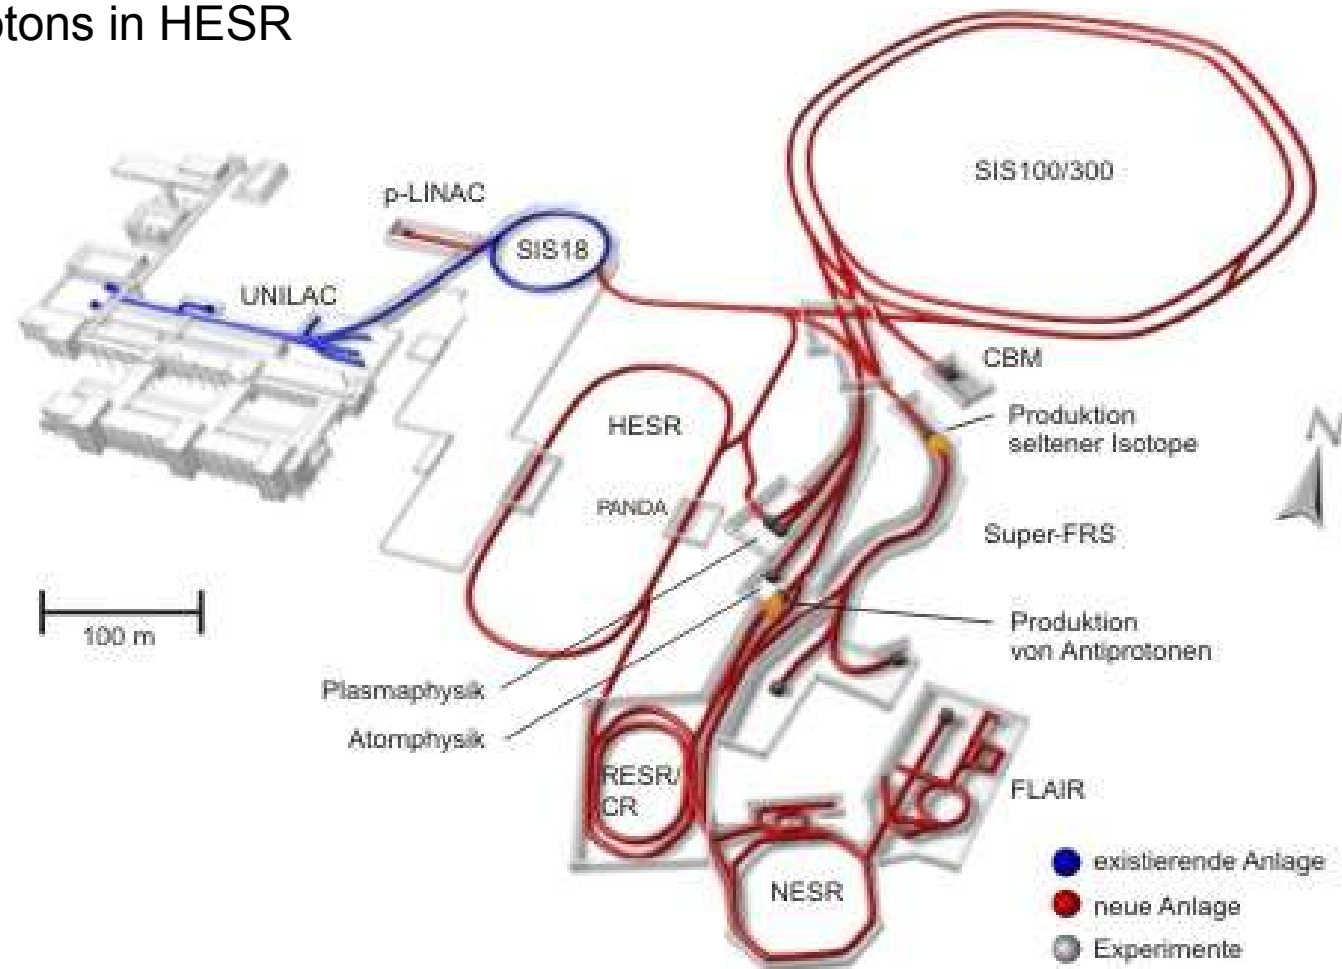 otons in HESR
SIS100/300
p-LINAC
SIS18
UNILAC
CBM
HESR
Produktion
seltener Isotope
N
PANDA
Super-FRS
100 m
Produktion
von Antiprotonen
Plasmaphysik
Atomphysik
RESR/
CR
FLAIR
NESR
existierende Anlage
neue Anlage
Experimente